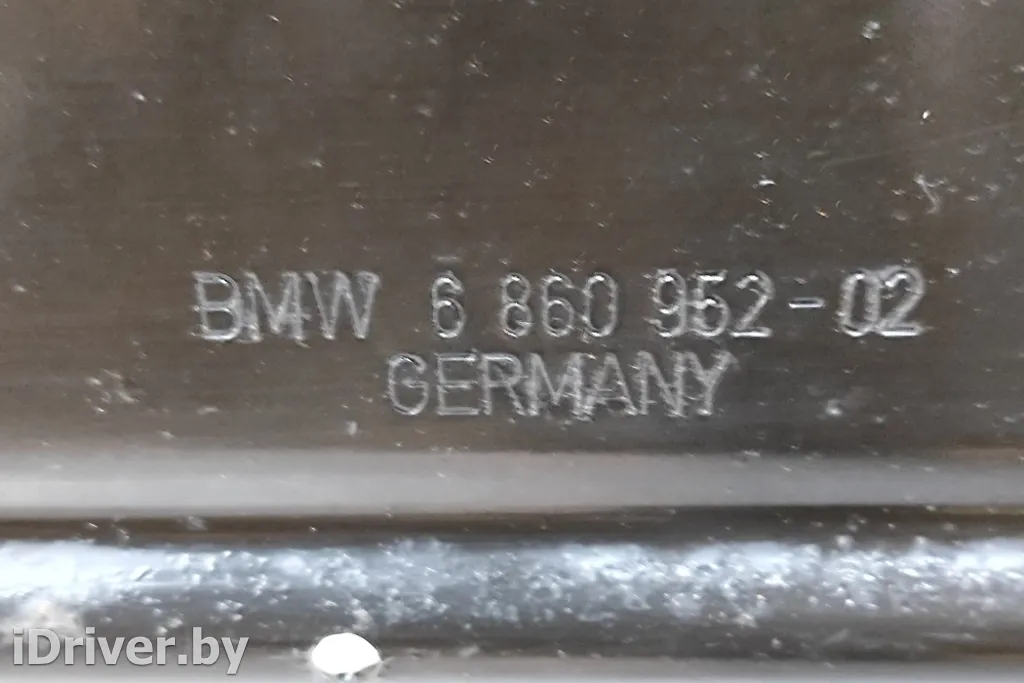 BMW 6 860 952-02
GERMANY
iDriver.by